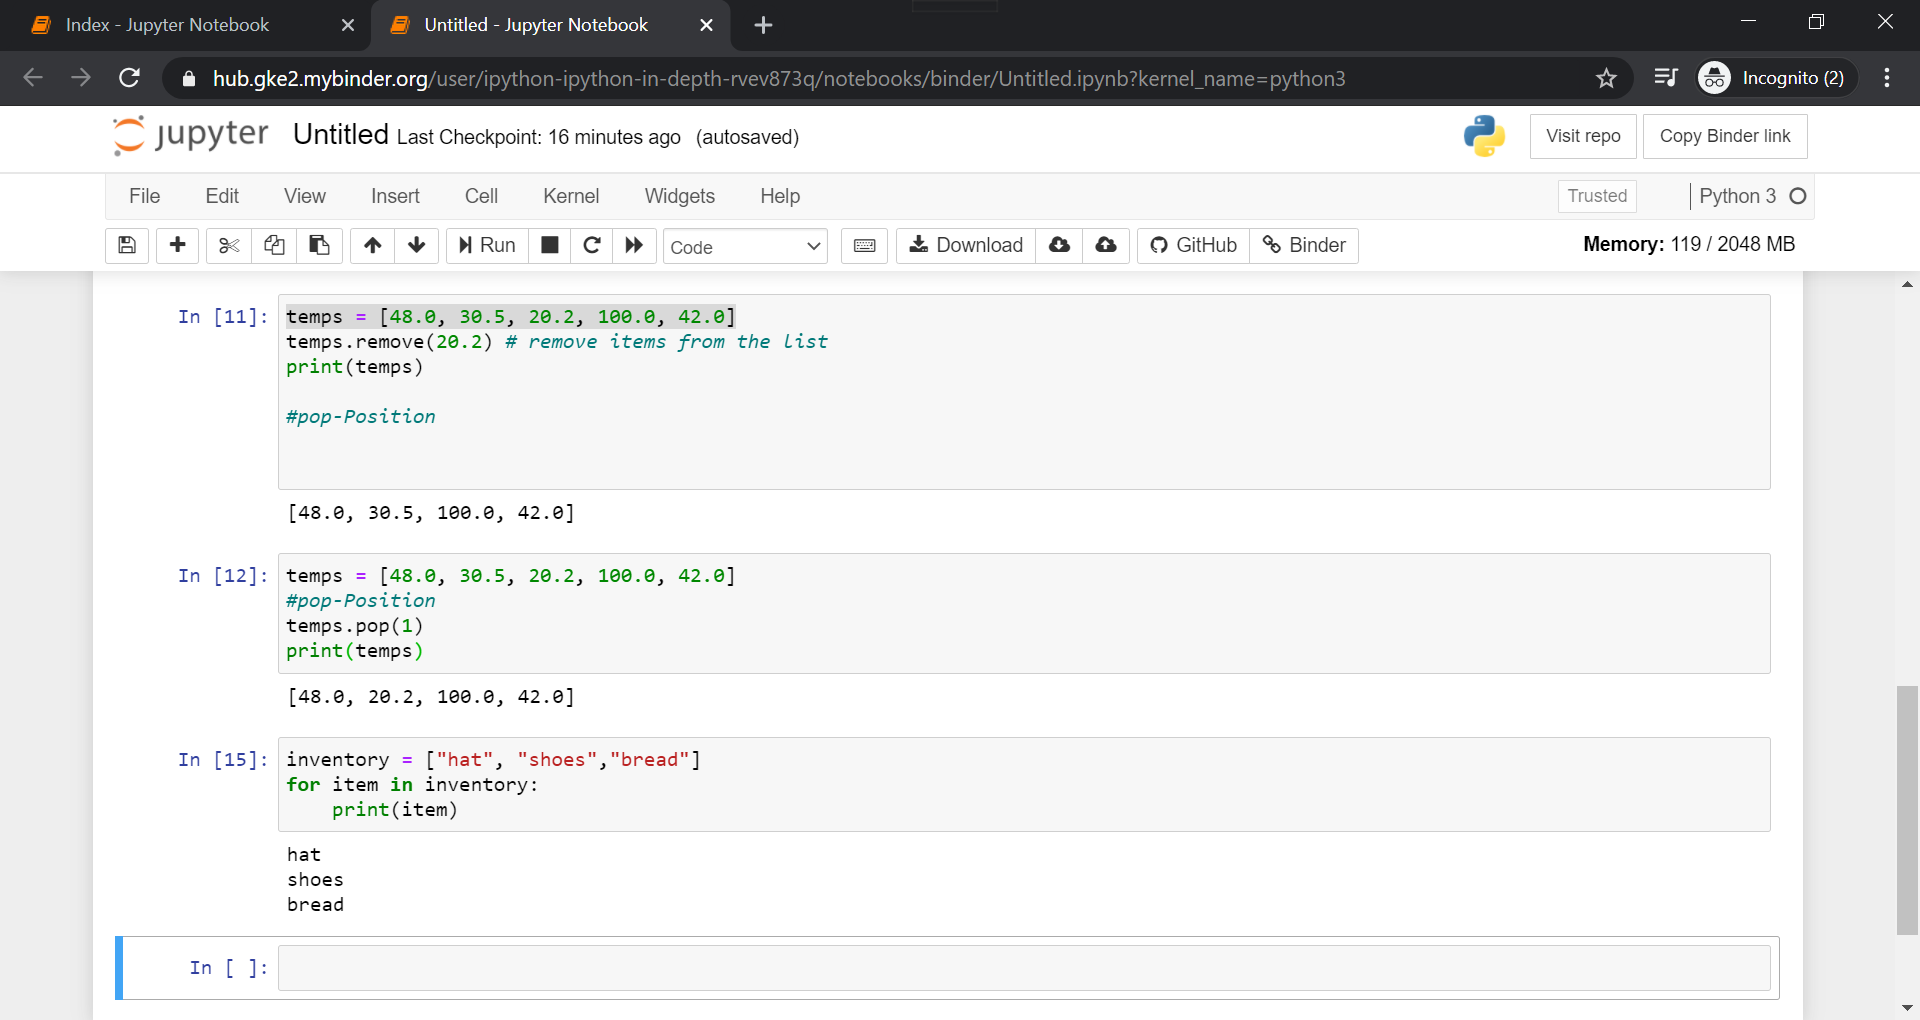 Index - Jupyter Notebook
Untitled - Jupyter Notebook
hub.gke2.mybinder.org/user/ipython-ipython-in-depth-rvev873q/notebooks/binder/Untitled.ipynb?kernel_name=python3
Incognito (2)
jupyter Untitled Last Checkpoint: 16 minutes ago (autosaved)
Visit repo Copy Binder link
File Edit View Insert Cell Kernel Widgets Help
Trusted Python 3
Run Code Download GitHub Binder Memory: 119 / 2048 MB
In [11]: temps = [48.0, 30.5, 20.2, 100.0, 42.0]
temps.remove(20.2) # remove items from the list
print(temps)
#pop-Position
[48.0, 30.5, 100.0, 42.0]
In [12]: temps = [48.0, 30.5, 20.2, 100.0, 42.0]
#pop-Position
temps.pop(1)
print(temps)
[48.0, 20.2, 100.0, 42.0]
In [15]: inventory = ["hat", "shoes","bread"]
for item in inventory:
    print(item)
hat
shoes
bread
In [ ]: